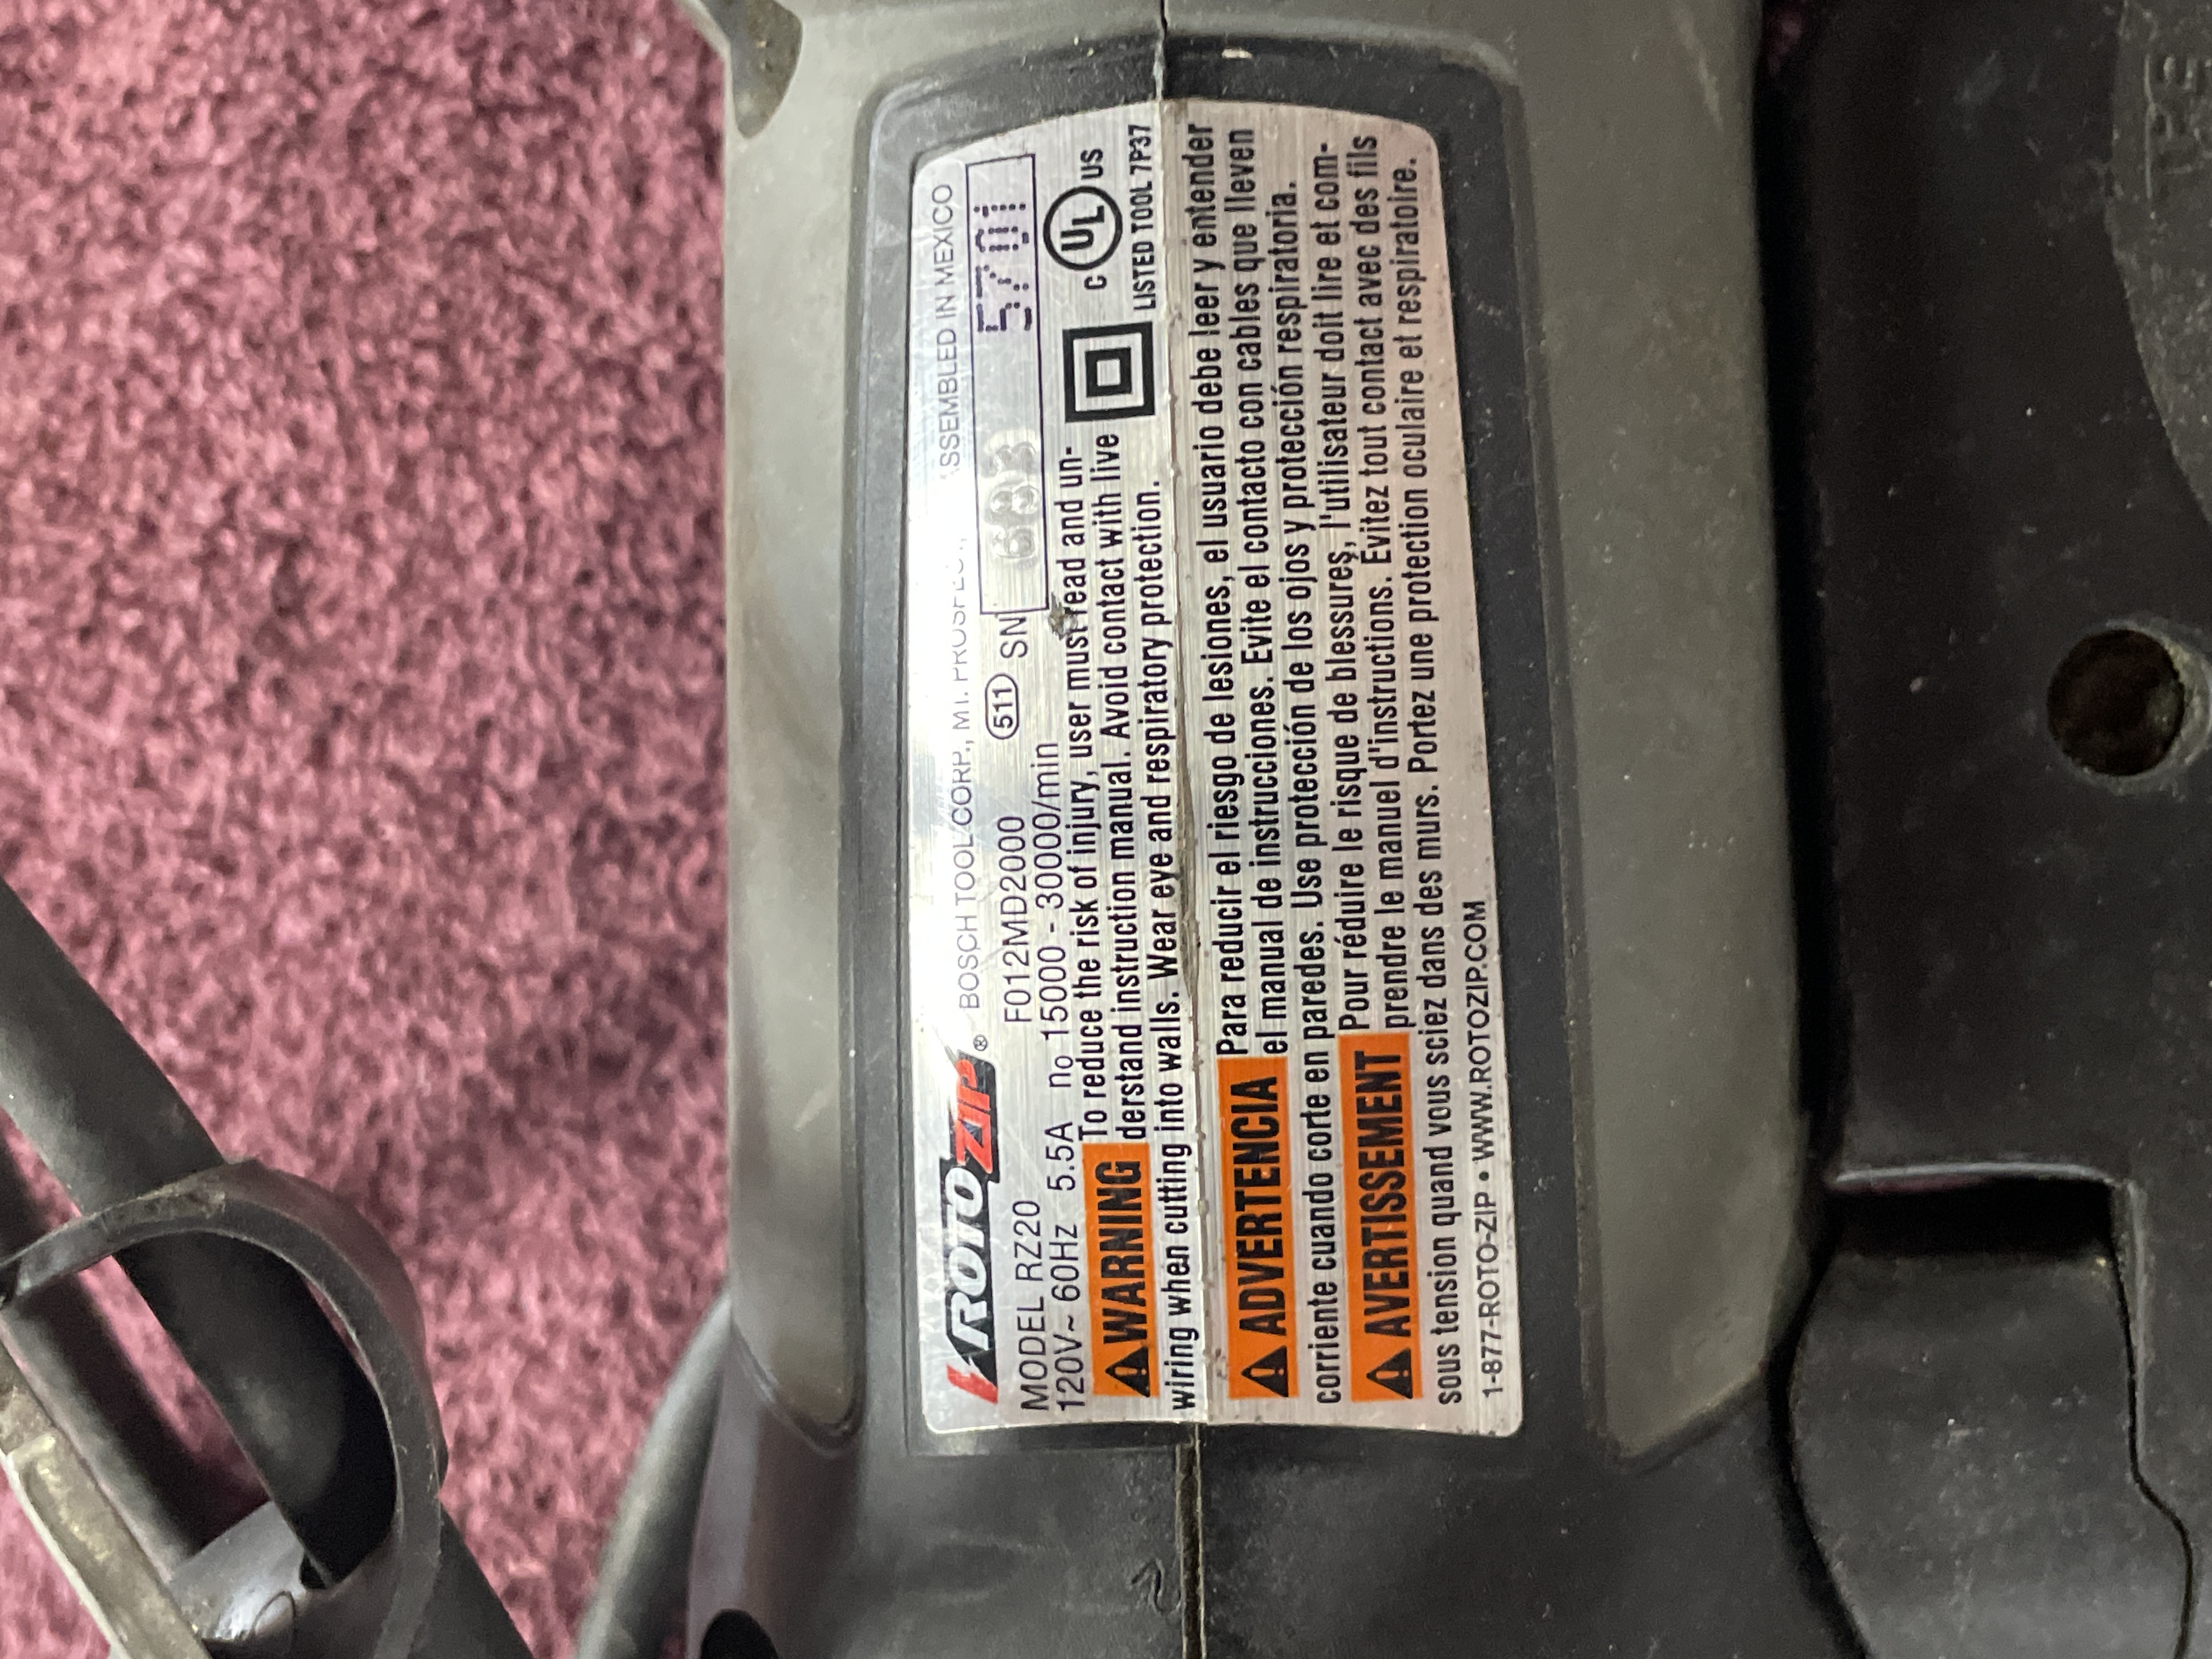 ROTOZIP® BOSCH TOOL CORP., MT. ASSEMBLED IN MEXICO
MODEL RZ20 F012MD2000 511 SN 683 5701
120V~ 60Hz 5.5A no 15000 - 30000/min
C UL US
LISTED TOOL 7P37
WARNING To reduce the risk of injury, user must read and un-
derstand instruction manual. Avoid contact with live
wiring when cutting into walls. Wear eye and respiratory protection.
ADVERTENCIA Para reducir el riesgo de lesiones, el usuario debe leer y entender
el manual de instrucciones. Evite el contacto con cables que lleven
corriente cuando corte en paredes. Use protección de los ojos y protección respiratoria.
AVERTISSEMENT Pour réduire le risque de blessures, l'utilisateur doit lire et com-
prendre le manuel d'instructions. Évitez tout contact avec des fils
sous tension quand vous sciez dans des murs. Portez une protection oculaire et respiratoire.
1-877-ROTO-ZIP • WWW.ROTOZIP.COM